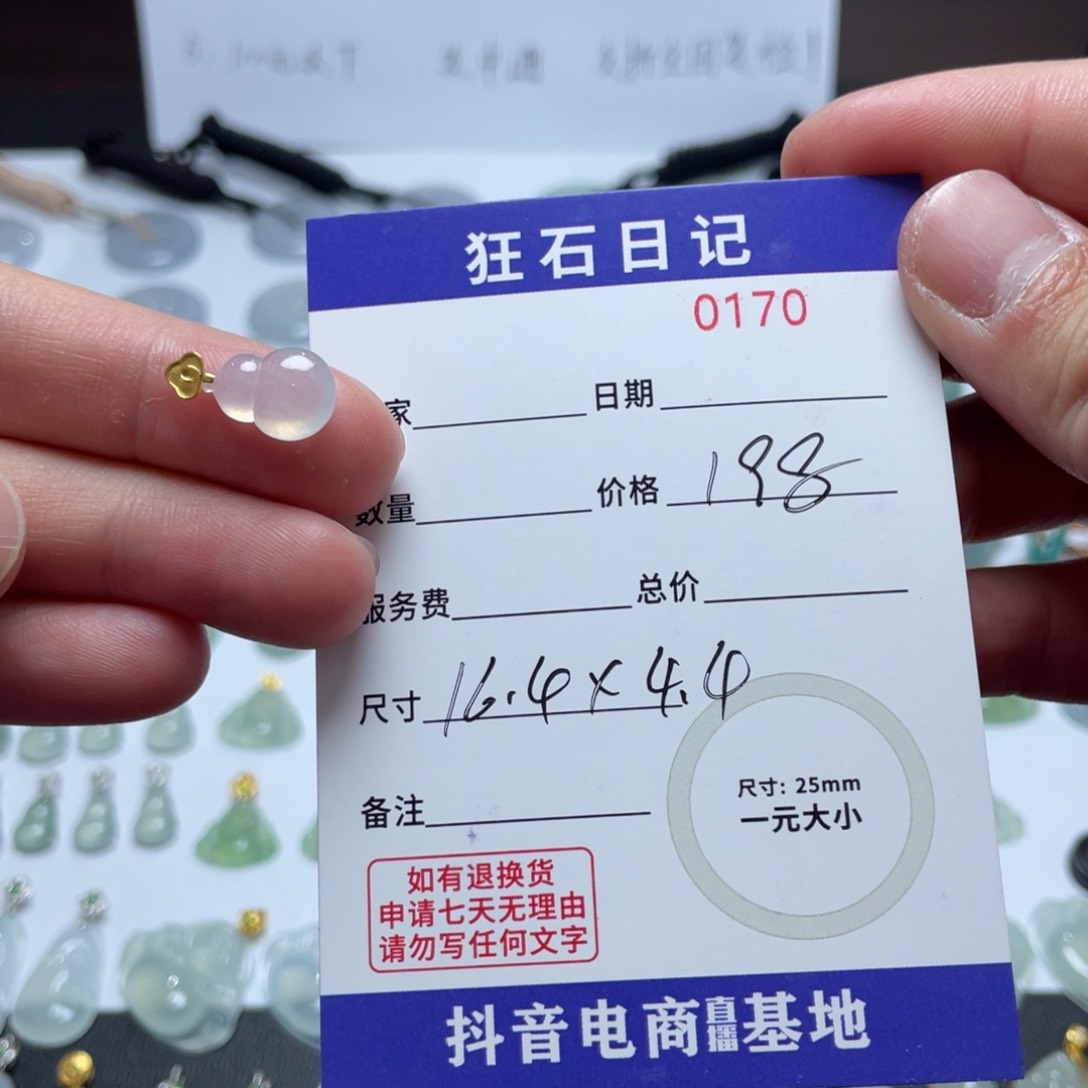 狂石日记
0170
家 日期
数量 价格 198
服务费 总价
尺寸 16.4×4.4
尺寸: 25mm
一元大小
备注
如有退换货
申请七天无理由
请勿写任何文字
抖音电商直播基地